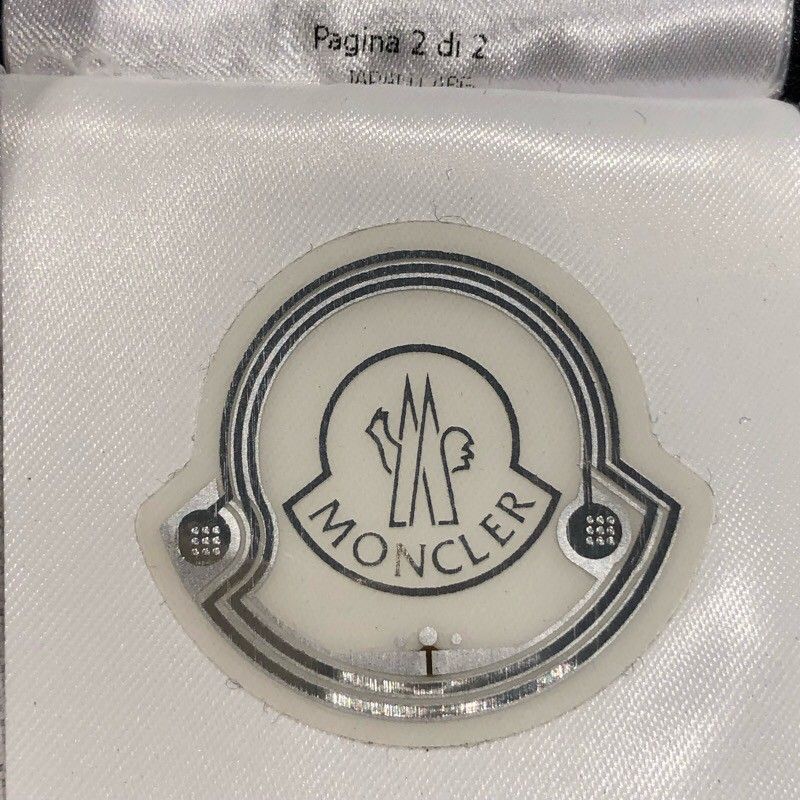 Pagina 2 di 2
MONCLER